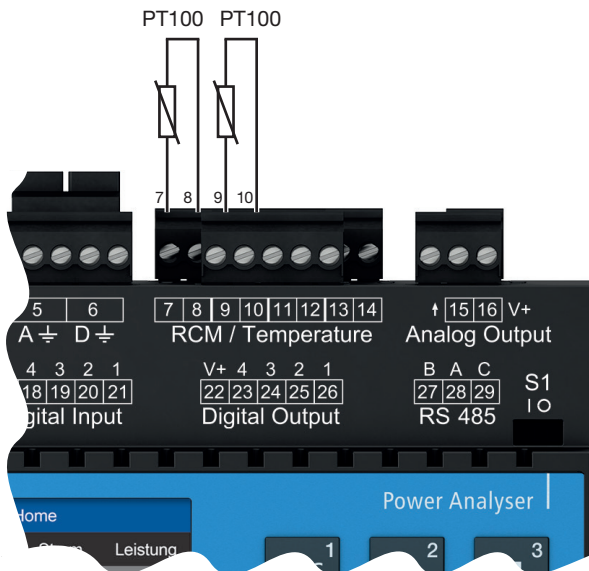 PT100 PT100
7 8 9 10
5 6
A D
7 8 9 10 11 12 13 14
RCM / Temperature
15 16 V+
Analog Output
4 3 2 1
18 19 20 21
gital Input
V+ 4 3 2 1
22 23 24 25 26
Digital Output
B A C
27 28 29
RS 485
S1
I O
Power Analyser
Home
Strom Leistung
1
2
3